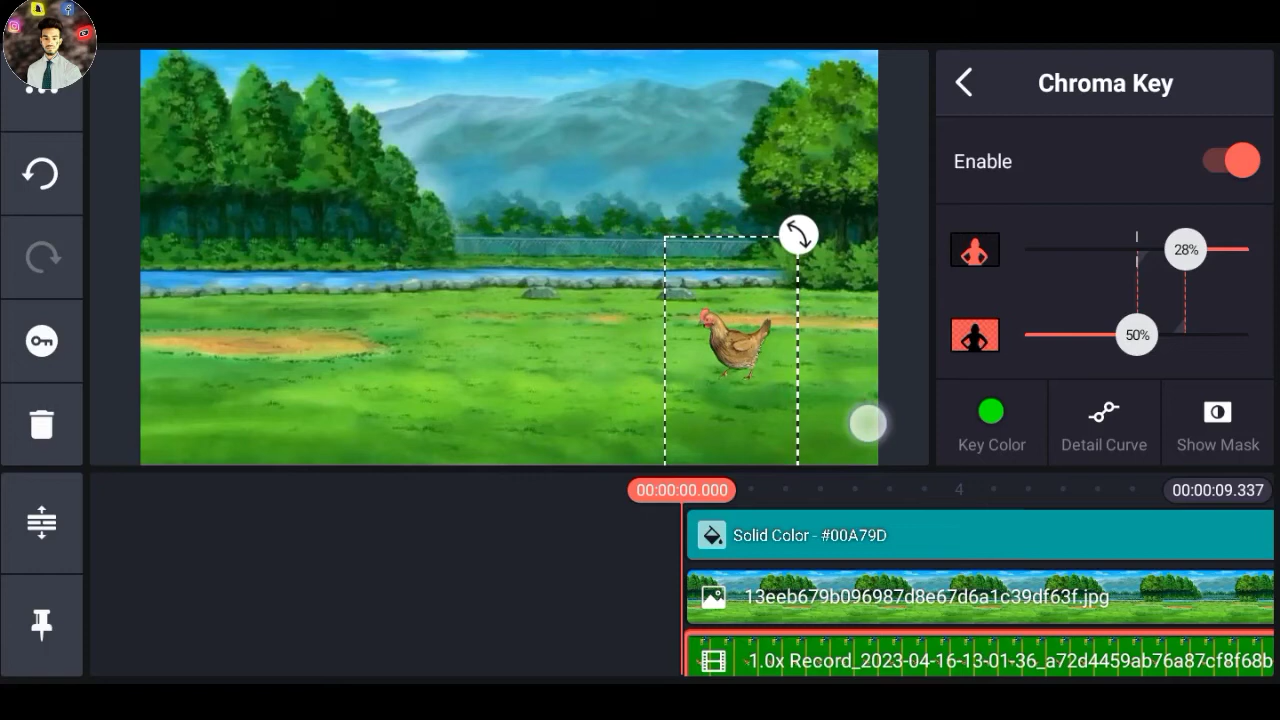 Chroma Key
Enable
28%
50%
Key Color
Detail Curve
Show Mask
00:00:00.000
4
00:00:09.337
Solid Color - #00A79D
13eeb679b096987d8e67d6a1c39df63f.jpg
1.0x Record_2023-04-16-13-01-36_a72d4459ab76a87cf8f68b